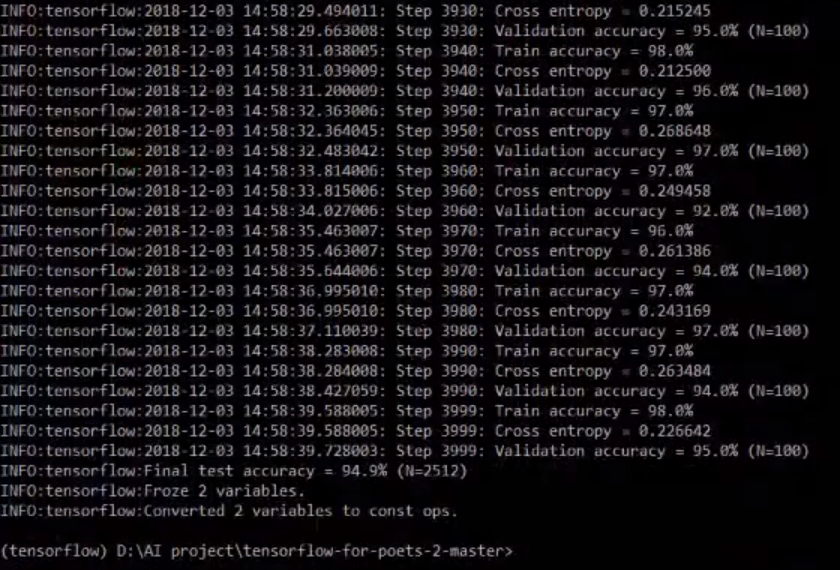 INFO:tensorflow:2018-12-03 14:58:29.494011: Step 3930: Cross entropy = 0.215245
INFO:tensorflow:2018-12-03 14:58:29.663008: Step 3930: Validation accuracy = 95.0% (N=100)
INFO:tensorflow:2018-12-03 14:58:31.038005: Step 3940: Train accuracy = 98.0%
INFO:tensorflow:2018-12-03 14:58:31.039009: Step 3940: Cross entropy = 0.212500
INFO:tensorflow:2018-12-03 14:58:31.200009: Step 3940: Validation accuracy = 96.0% (N=100)
INFO:tensorflow:2018-12-03 14:58:32.363006: Step 3950: Train accuracy = 97.0%
INFO:tensorflow:2018-12-03 14:58:32.364045: Step 3950: Cross entropy = 0.268648
INFO:tensorflow:2018-12-03 14:58:32.483042: Step 3950: Validation accuracy = 97.0% (N=100)
INFO:tensorflow:2018-12-03 14:58:33.814006: Step 3960: Train accuracy = 97.0%
INFO:tensorflow:2018-12-03 14:58:33.815006: Step 3960: Cross entropy = 0.249458
INFO:tensorflow:2018-12-03 14:58:34.027006: Step 3960: Validation accuracy = 92.0% (N=100)
INFO:tensorflow:2018-12-03 14:58:35.463007: Step 3970: Train accuracy = 96.0%
INFO:tensorflow:2018-12-03 14:58:35.463007: Step 3970: Cross entropy = 0.261386
INFO:tensorflow:2018-12-03 14:58:35.644006: Step 3970: Validation accuracy = 94.0% (N=100)
INFO:tensorflow:2018-12-03 14:58:36.995010: Step 3980: Train accuracy = 97.0%
INFO:tensorflow:2018-12-03 14:58:36.995010: Step 3980: Cross entropy = 0.243169
INFO:tensorflow:2018-12-03 14:58:37.110039: Step 3980: Validation accuracy = 97.0% (N=100)
INFO:tensorflow:2018-12-03 14:58:38.283008: Step 3990: Train accuracy = 97.0%
INFO:tensorflow:2018-12-03 14:58:38.284008: Step 3990: Cross entropy = 0.263484
INFO:tensorflow:2018-12-03 14:58:38.427059: Step 3990: Validation accuracy = 94.0% (N=100)
INFO:tensorflow:2018-12-03 14:58:39.588005: Step 3999: Train accuracy = 98.0%
INFO:tensorflow:2018-12-03 14:58:39.588005: Step 3999: Cross entropy = 0.226642
INFO:tensorflow:2018-12-03 14:58:39.728003: Step 3999: Validation accuracy = 95.0% (N=100)
INFO:tensorflow:Final test accuracy = 94.9% (N=2512)
INFO:tensorflow:Froze 2 variables.
INFO:tensorflow:Converted 2 variables to const ops.
(tensorflow) D:\AI project\tensorflow-for-poets-2-master>